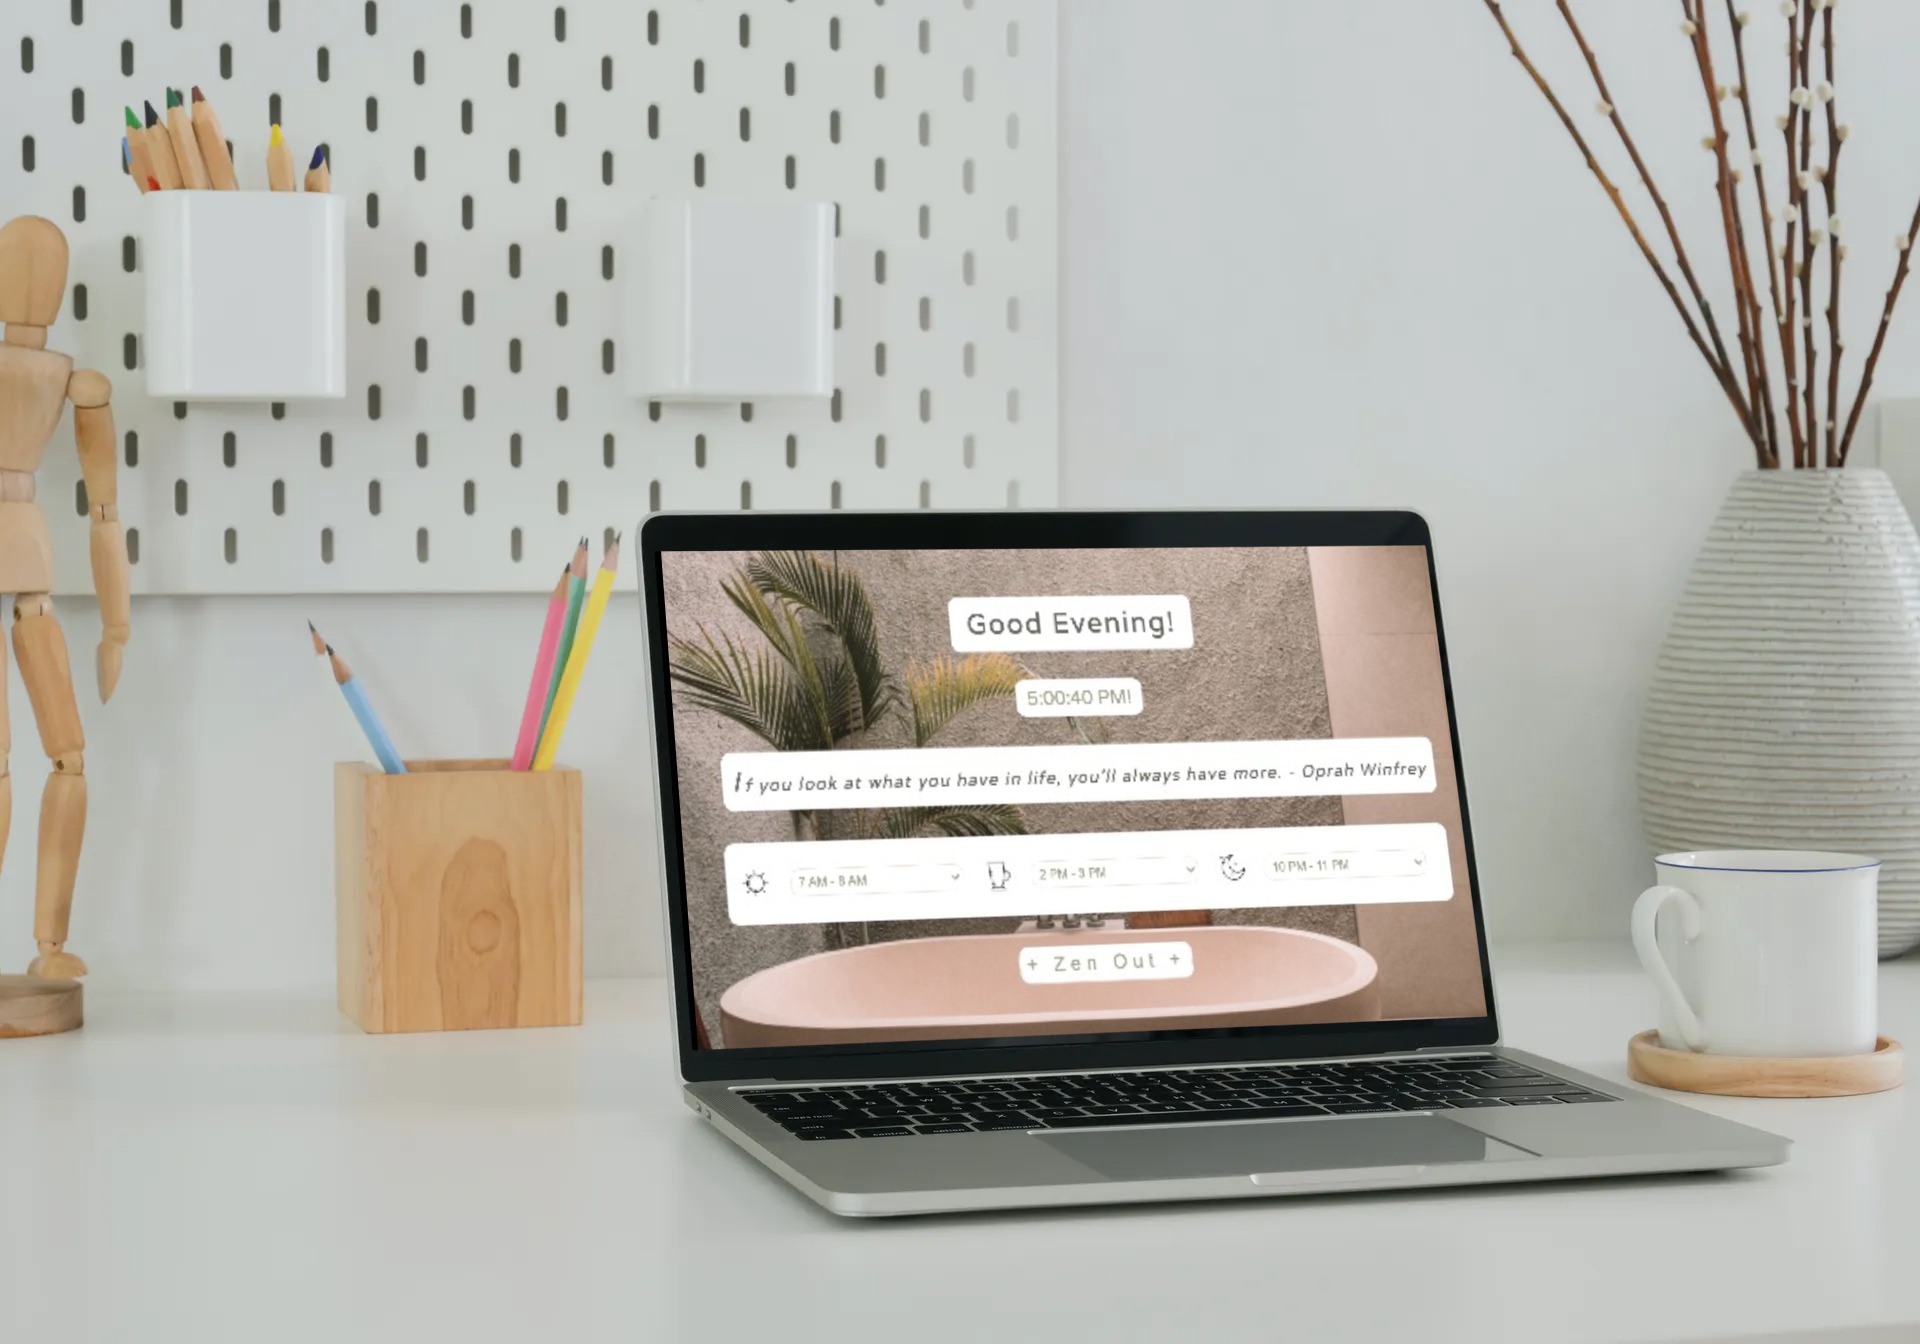 Good Evening!
5:00:40 PM!
If you look at what you have in life, you'll always have more. - Oprah Winfrey
7 AM - 8 AM
2 PM - 3 PM
10 PM - 11 PM
+ Zen Out +